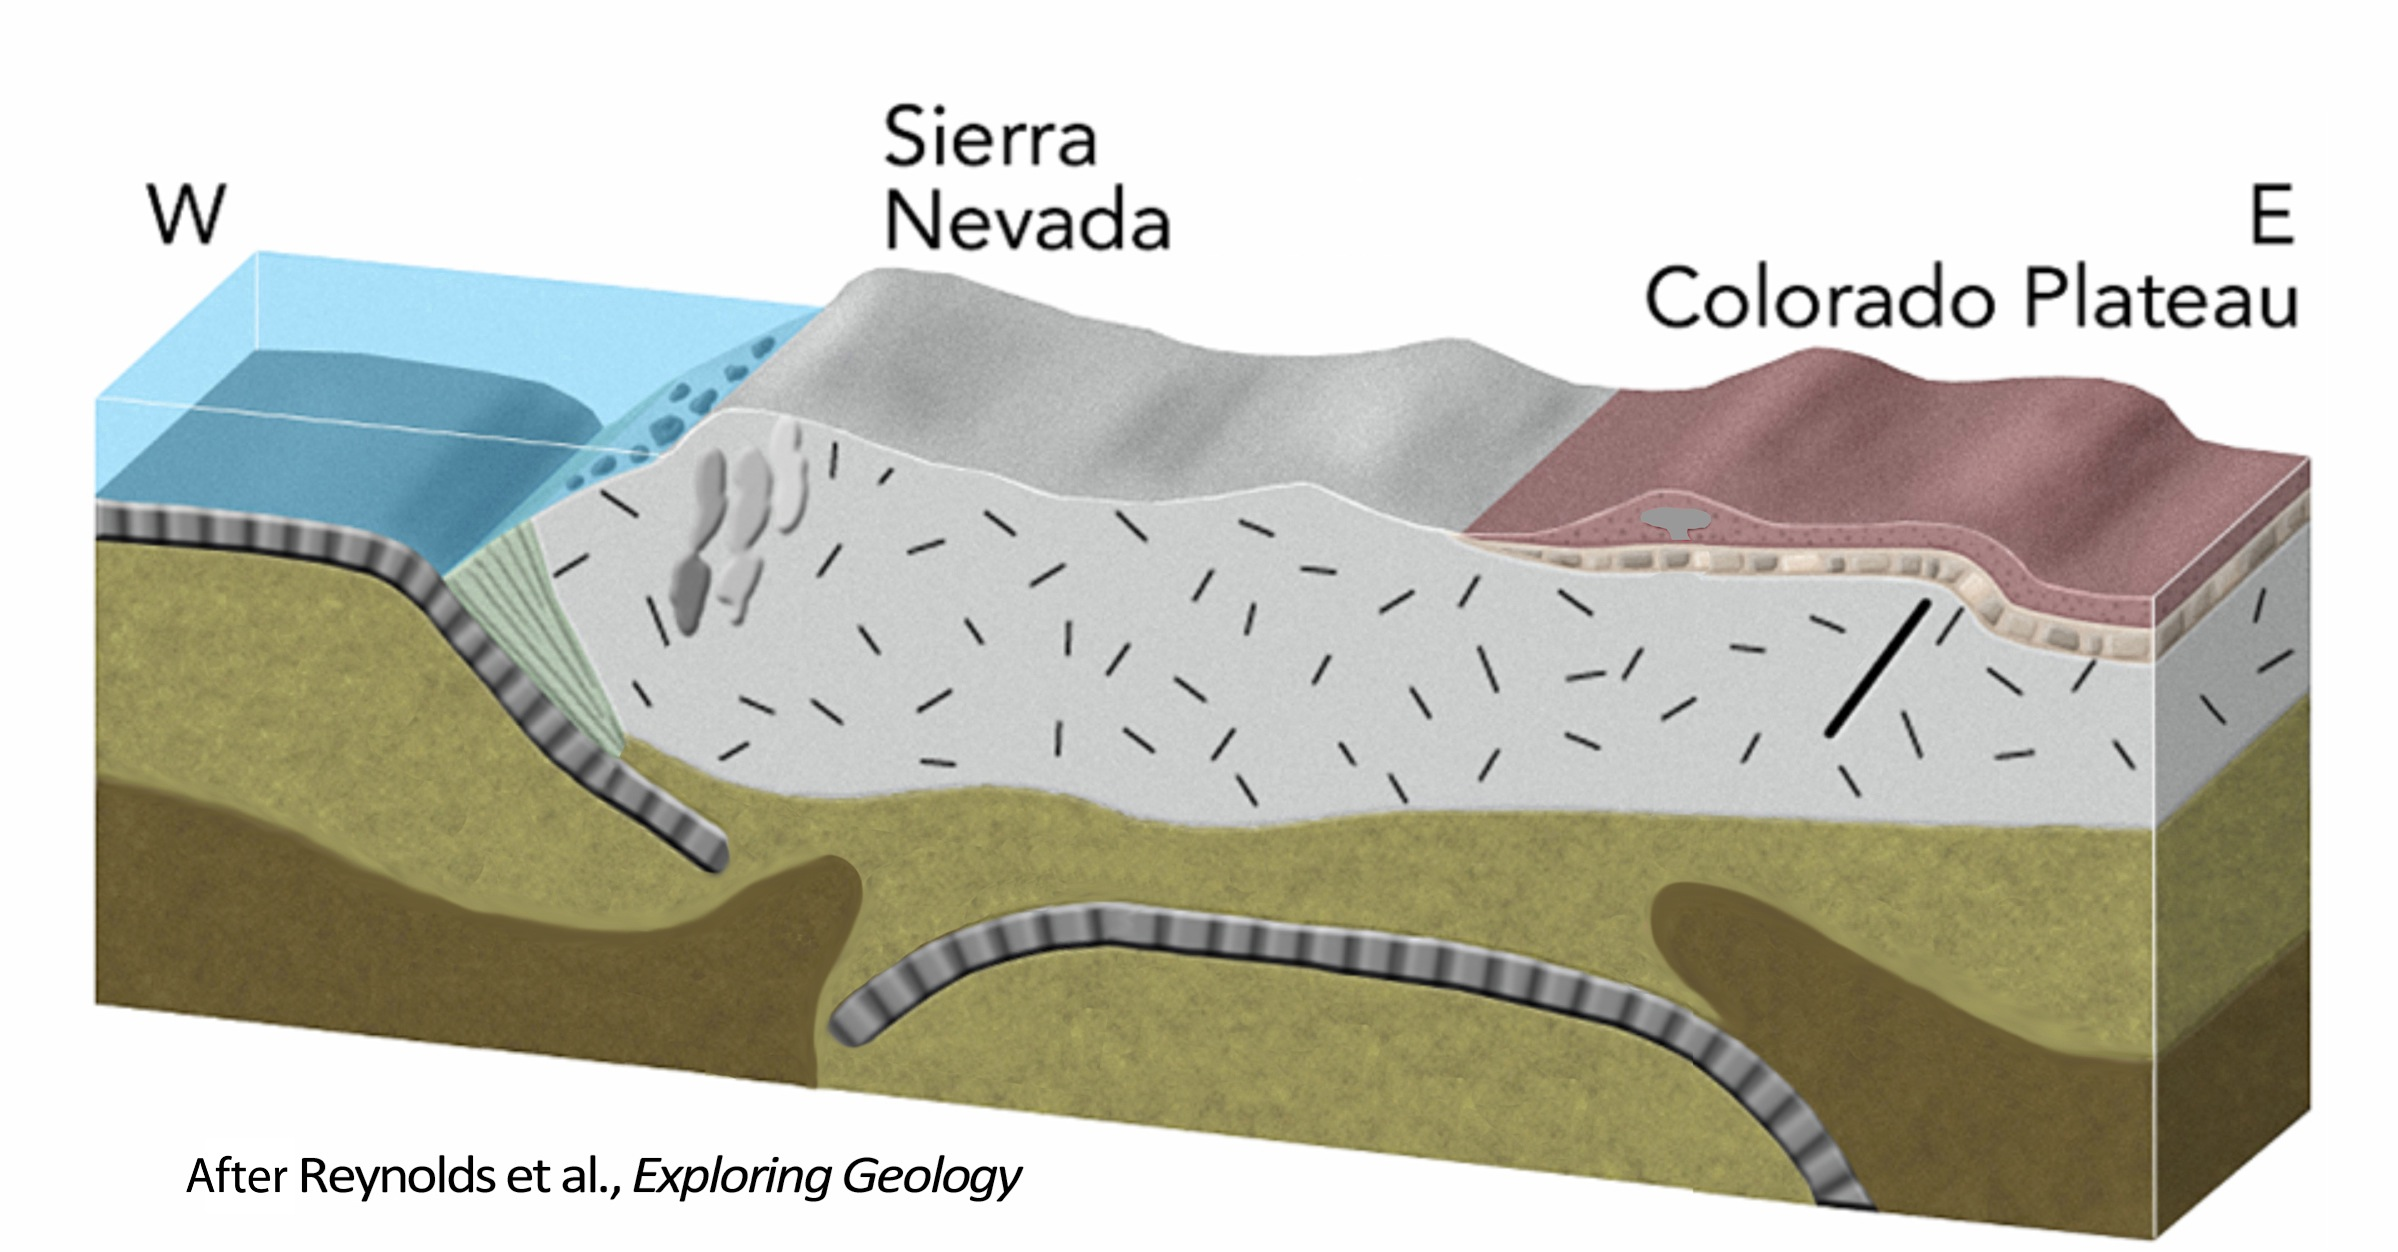 Sierra
Nevada
W
E
Colorado Plateau
After Reynolds et al., Exploring Geology